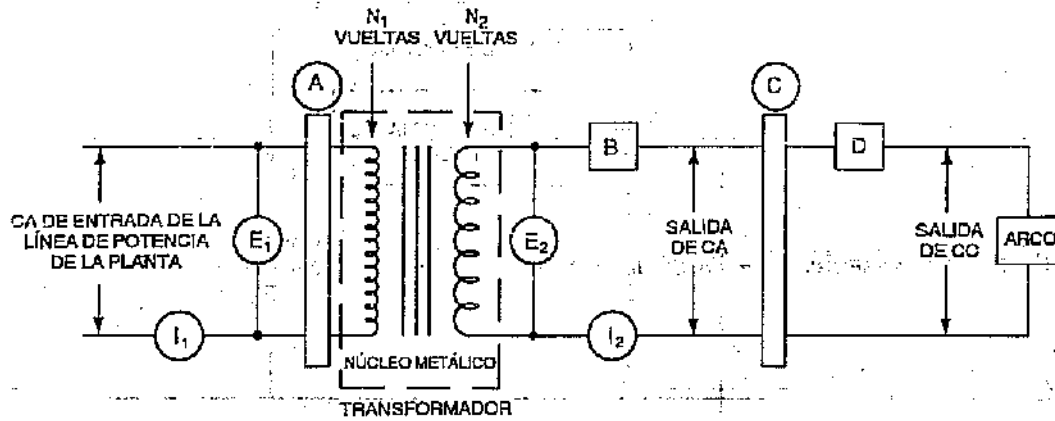 N1
VUELTAS
N2
VUELTAS
A
C
B
D
CA DE ENTRADA DE LA
LÍNEA DE POTENCIA
DE LA PLANTA
E1
E2
SALIDA
DE CA
SALIDA
DE CC
ARCO
I1
I2
NÚCLEO METÁLICO
TRANSFORMADOR